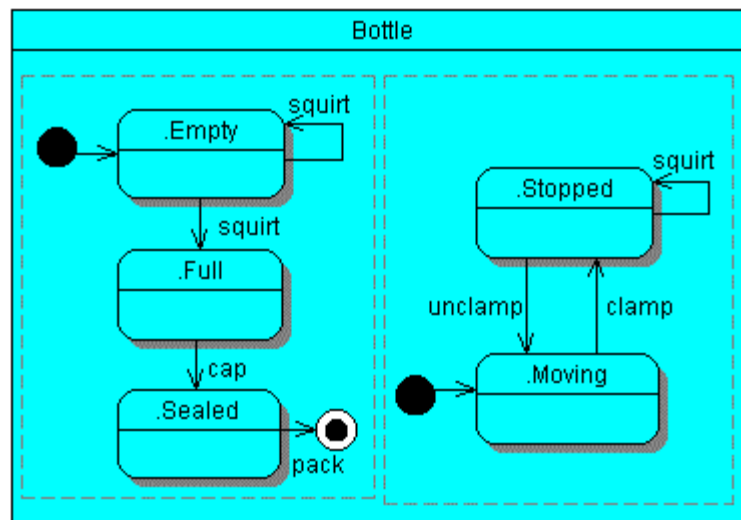 Bottle
squirt
.Empty
squirt
.Full
cap
.Sealed
pack
squirt
.Stopped
unclamp
clamp
.Moving